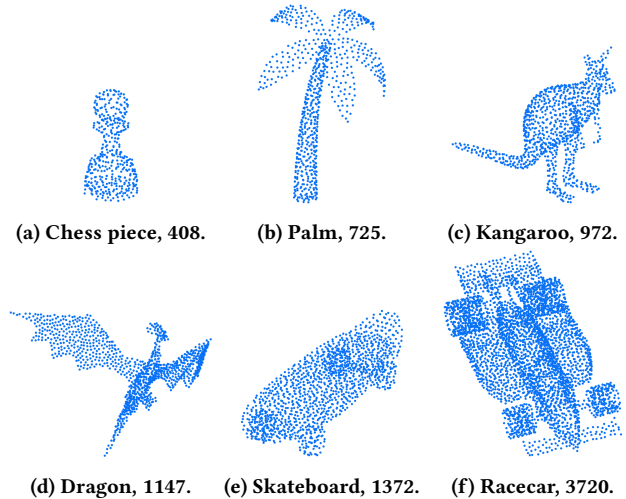 (a) Chess piece, 408.
(b) Palm, 725.
(c) Kangaroo, 972.
(d) Dragon, 1147.
(e) Skateboard, 1372.
(f) Racecar, 3720.